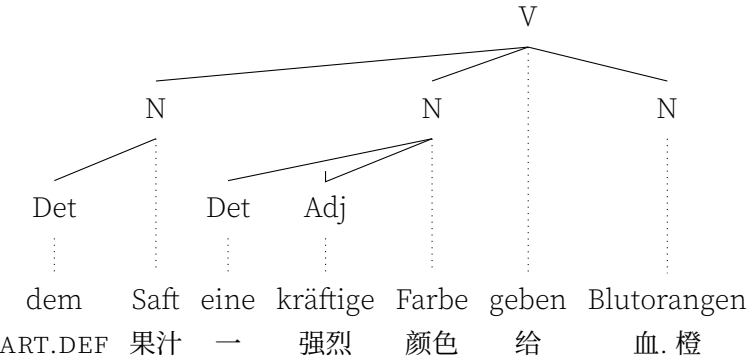 V
N N N
Det Det Adj
dem Saft eine kräftige Farbe geben Blutorangen
ART.DEF 果汁 一 强烈 颜色 给 血. 橙